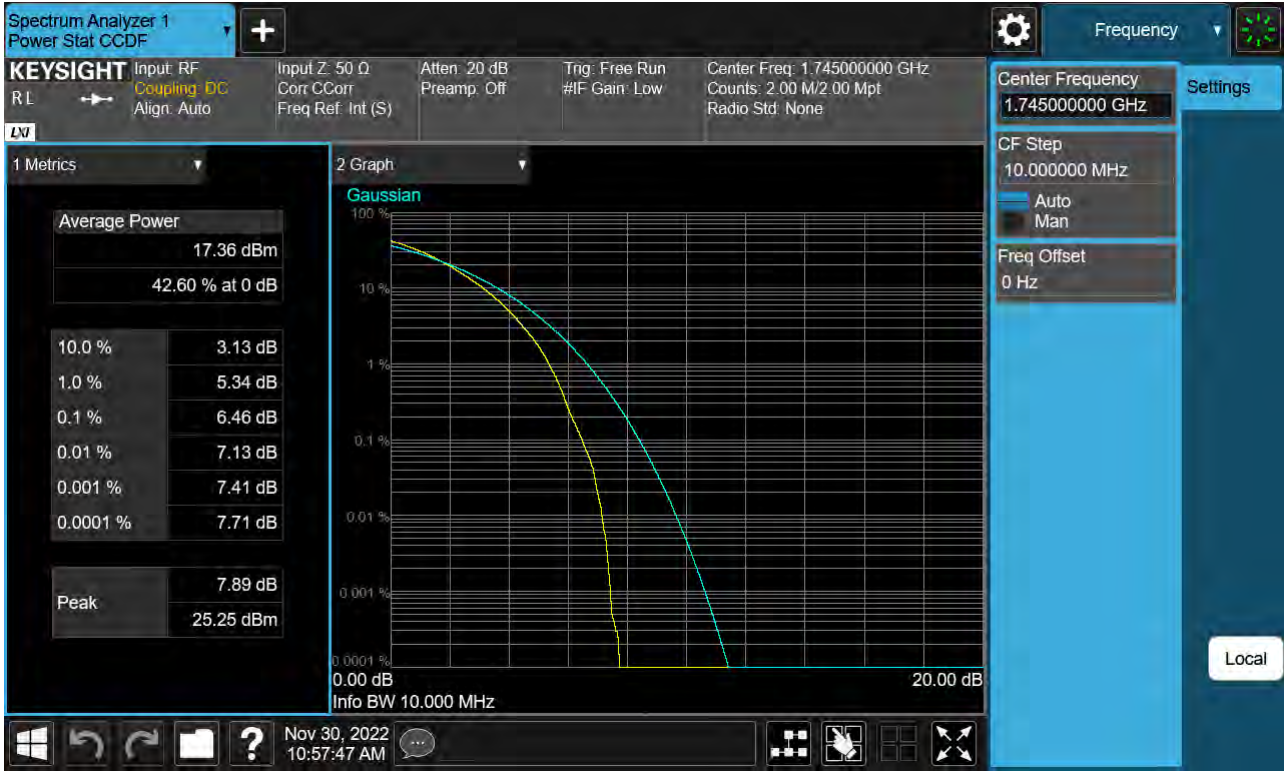 Spectrum Analyzer 1
Power Stat CCDF
Frequency
KEYSIGHT
R L
LXI
Input: RF
Coupling: DC
Align: Auto
Input Z: 50 Ω
Corr CCorr
Freq Ref: Int (S)
Atten: 20 dB
Preamp: Off
Trig: Free Run
#IF Gain: Low
Center Freq: 1.745000000 GHz
Counts: 2.00 M/2.00 Mpt
Radio Std: None
Center Frequency
1.745000000 GHz
Settings
CF Step
10.000000 MHz
Auto
Man
Freq Offset
0 Hz
1 Metrics
Average Power
17.36 dBm
42.60 % at 0 dB
10.0 % 3.13 dB
1.0 % 5.34 dB
0.1 % 6.46 dB
0.01 % 7.13 dB
0.001 % 7.41 dB
0.0001 % 7.71 dB
Peak
7.89 dB
25.25 dBm
2 Graph
Gaussian
100 %
10 %
1 %
0.1 %
0.01 %
0.001 %
0.0001 %
0.00 dB 20.00 dB
Info BW 10.000 MHz
Local
?
Nov 30, 2022
10:57:47 AM